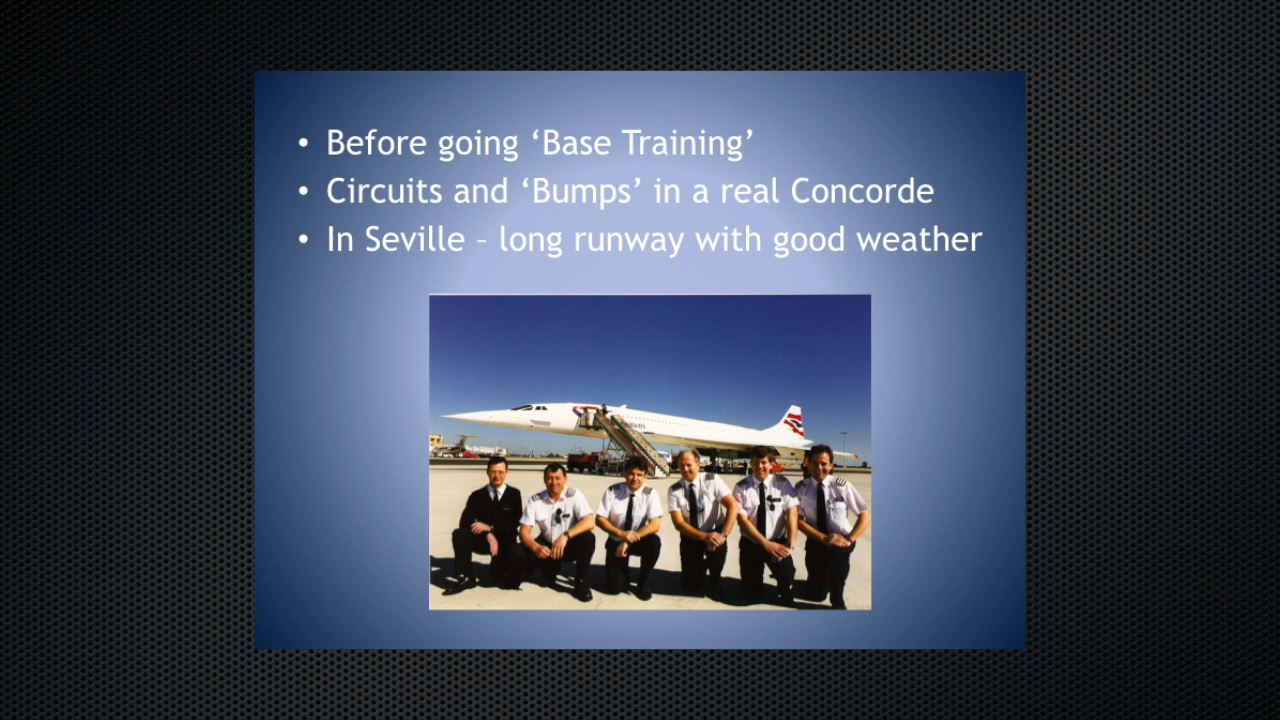 • Before going ‘Base Training’
• Circuits and ‘Bumps’ in a real Concorde
• In Seville – long runway with good weather